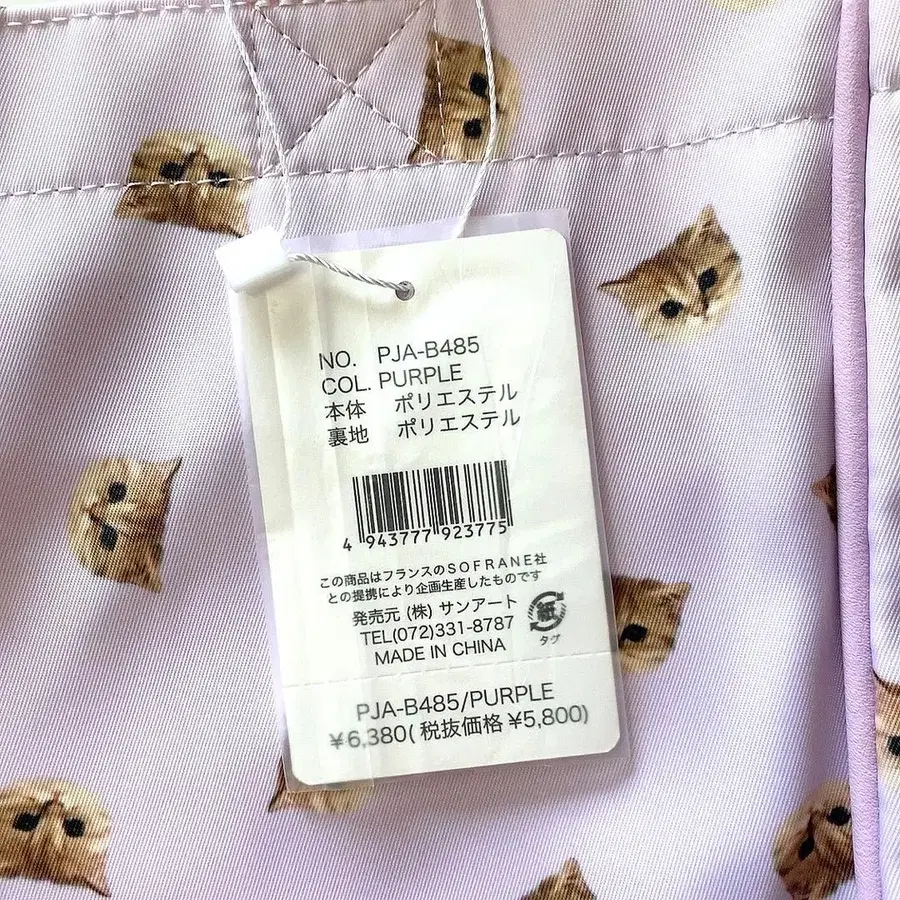 NO. PJA-B485
COL. PURPLE
本体 ポリエステル
裏地 ポリエステル
4 943777 923775
この商品はフランスのSOFRANE社
との提携により企画生産したものです
発売元 (株) サンアート
TEL(072)331-8787
MADE IN CHINA
紙
タグ
PJA-B485/PURPLE
¥6,380(税抜価格 ¥5,800)